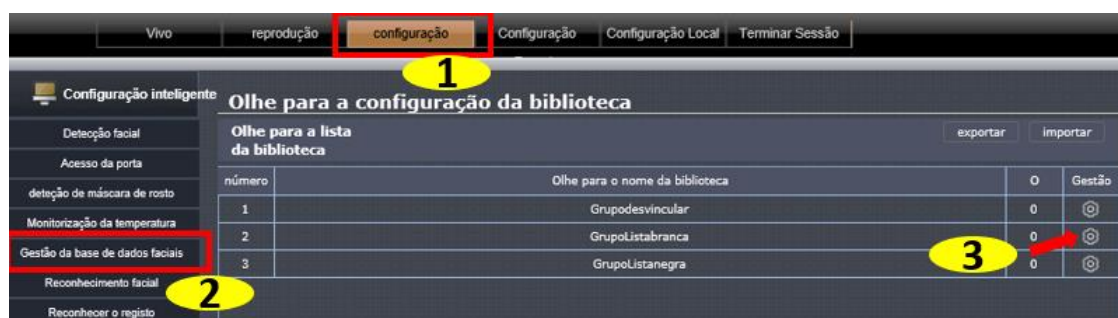 Vivo reprodução configuração Configuração Configuração Local Terminar Sessão
1
Configuração inteligente
Olhe para a configuração da biblioteca
Detecção facial
Olhe para a lista
da biblioteca
exportar importar
Acesso da porta
número Olhe para o nome da biblioteca O Gestão
deteção de máscara de rosto
1 Grupodesvincular 0
Monitorização da temperatura
2 GrupoListabranca 0
Gestão da base de dados faciais
3
3 GrupoListanegra 0
Reconhecimento facial
2
Reconhecer o registo